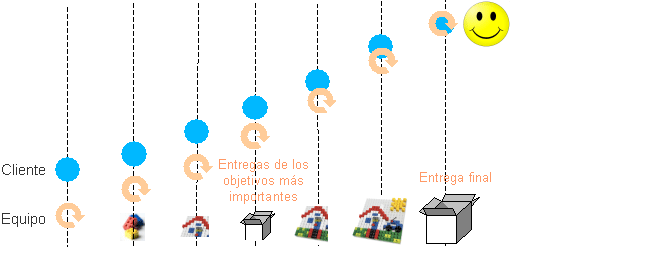 Cliente
Entregas de los
objetivos más
importantes
Entrega final
Equipo